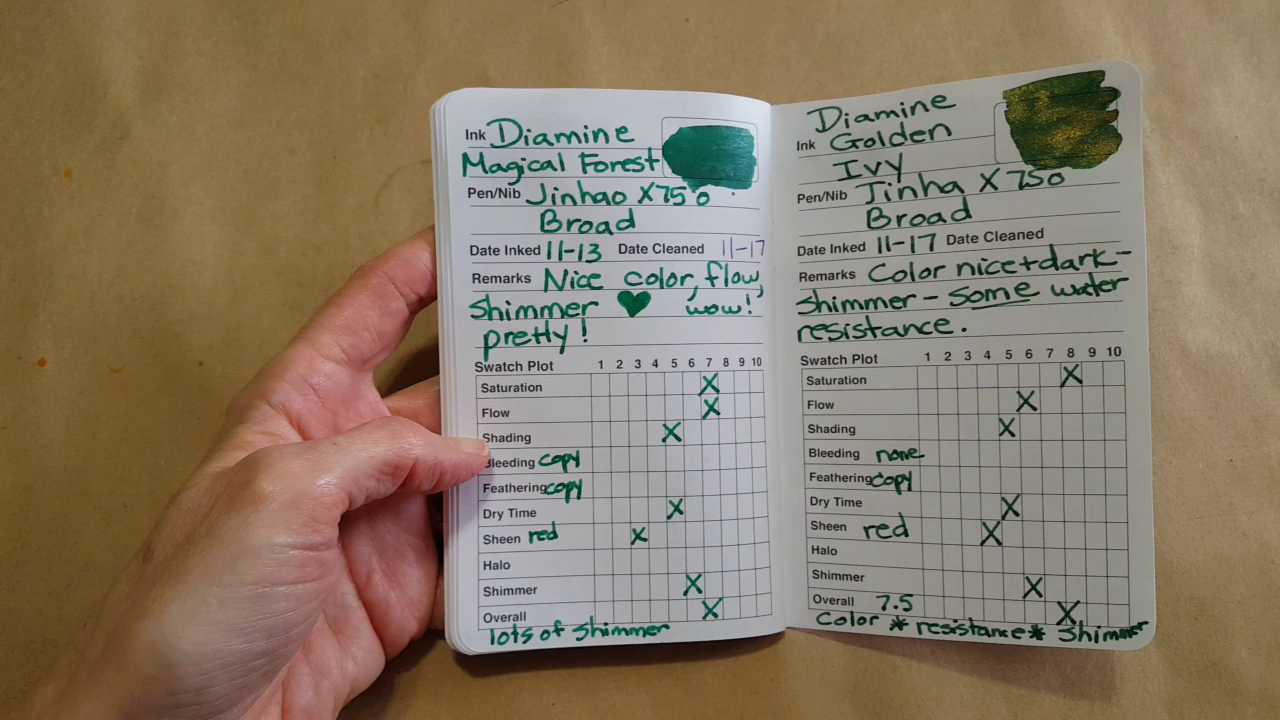 Ink Diamine
Magical Forest
Pen/Nib Jinhao X750
Broad
Date Inked 11-13 Date Cleaned 11-17
Remarks Nice color, flow,
shimmer ♥ wow!
pretty!
Swatch Plot 1 2 3 4 5 6 7 8 9 10
Saturation X
Flow X
Shading X
Bleeding copy
Feathering copy
Dry Time X
Sheen red X
Halo
Shimmer X
Overall X
lots of shimmer
Diamine
Ink Golden
Ivy
Pen/Nib Jinha X 750
Broad
Date Inked 11-17 Date Cleaned
Remarks Color nice + dark-
shimmer - some water
resistance.
Swatch Plot 1 2 3 4 5 6 7 8 9 10
Saturation X
Flow X
Shading X
Bleeding none
Feathering copy
Dry Time X
Sheen red X
Halo
Shimmer X
Overall 7.5 X
color * resistance * shimmer